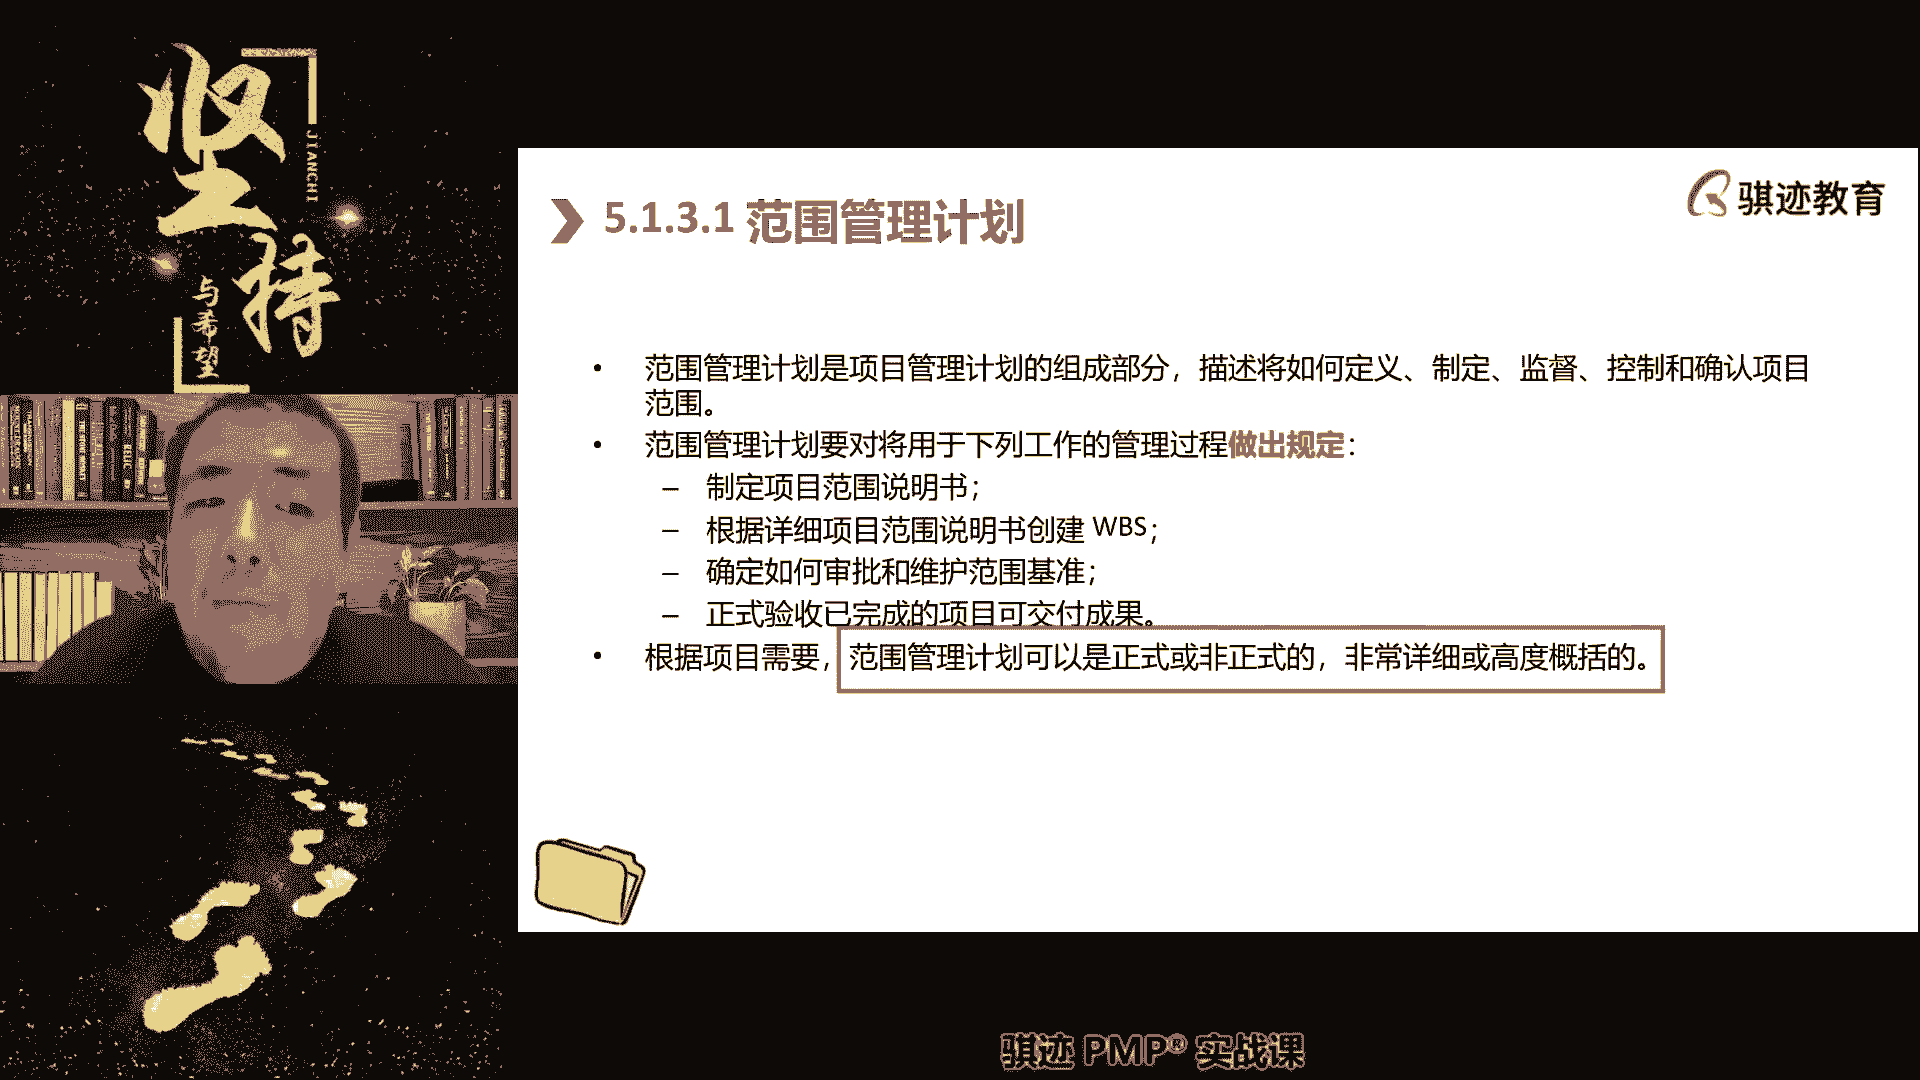 坚持
JIANCHI
与希望
骐迹教育
5.1.3.1 范围管理计划
• 范围管理计划是项目管理计划的组成部分，描述将如何定义、制定、监督、控制和确认项目
范围。
• 范围管理计划要对将用于下列工作的管理过程做出规定：
– 制定项目范围说明书；
– 根据详细项目范围说明书创建 WBS；
– 确定如何审批和维护范围基准；
– 正式验收已完成的项目可交付成果。
• 根据项目需要，范围管理计划可以是正式或非正式的，非常详细或高度概括的。
骐迹 PMP® 实战课